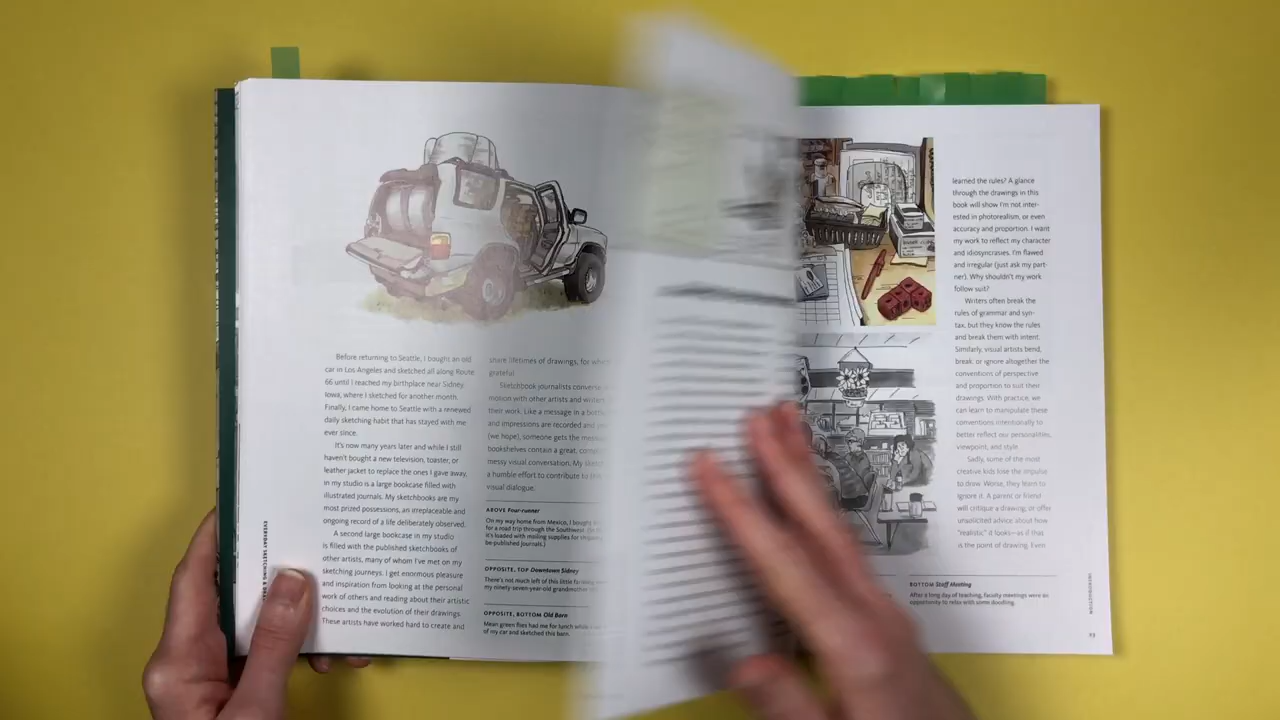 Before returning to Seattle, I bought an old
car in Los Angeles and sketched all along Route
66 until I reached my birthplace near Sidney,
Iowa, where I sketched for another month.
Finally, I came home to Seattle with a renewed
daily sketching habit that has stayed with me
ever since.
It's now many years later and while I still
haven't bought a new television, toaster, or
leather jacket to replace the ones I gave away,
in my studio is a large bookcase filled with
illustrated journals. My sketchbooks are my
most prized possessions, an irreplaceable and
ongoing record of a life deliberately observed.
A second large bookcase in my studio
is filled with the published sketchbooks of
other artists, many of whom I've met on my
sketching journeys. I get enormous pleasure
and inspiration from looking at the personal
work of others and reading about their artistic
choices and the evolution of their drawings.
These artists have worked hard to create and
share lifetimes of drawings, for which
grateful.
Sketchbook journalists converse in
motion with other artists and writers
their work. Like a message in a bottle
and impressions are recorded and
(we hope), someone gets the message
bookshelves contain a great,
messy visual conversation. My
a humble effort to contribute to this
visual dialogue.
ABOVE Four-runner
On my way home from Mexico, I bought
for a road trip through the Southwest.
it's loaded with mailing supplies for
be-published journals.)
OPPOSITE, TOP Downtown Sidney
There's not much left of this little
my ninety-seven-year-old grandmother
OPPOSITE, BOTTOM Old Barn
Mean green flies had me for lunch while I
of my car and sketched this barn.
EVERYDAY SKETCHING &
learned the rules? A glance
through the drawings in this
book will show I'm not inter-
ested in photorealism, or even
accuracy and proportion. I want
my work to reflect my character
and idiosyncrasies. I'm flawed
and irregular (just ask my part-
ner). Why shouldn't my work
follow suit?
Writers often break the
rules of grammar and syn-
tax, but they know the rules
and break them with intent.
Similarly, visual artists bend,
break, or ignore altogether the
conventions of perspective
and proportion to suit their
drawings. With practice, we
can learn to manipulate these
conventions intentionally to
better reflect our personalities,
viewpoint, and style.
Sadly, some of the most
creative kids lose the impulse
to draw. Worse, they learn to
ignore it. A parent or friend
will critique a drawing, or offer
unsolicited advice about how
"realistic" it looks—as if that
is the point of drawing. Even
BOTTOM Staff Meeting
After a long day of teaching, faculty meetings were an
opportunity to relax with some doodling.
INTRODUCTION